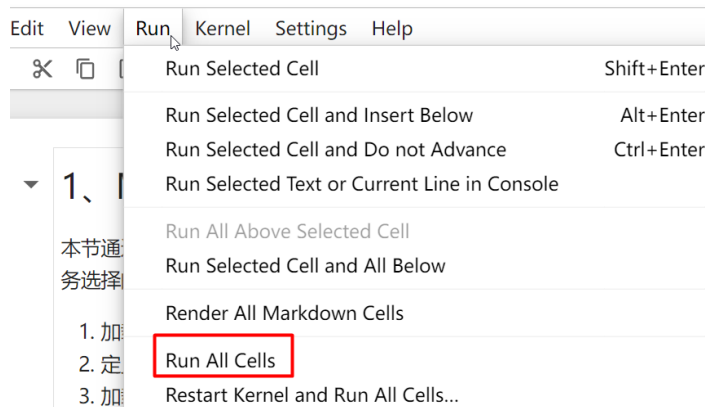 Edit View Run Kernel Settings Help
Run Selected Cell Shift+Enter
Run Selected Cell and Insert Below Alt+Enter
Run Selected Cell and Do not Advance Ctrl+Enter
Run Selected Text or Current Line in Console
Run All Above Selected Cell
Run Selected Cell and All Below
Render All Markdown Cells
Run All Cells
Restart Kernel and Run All Cells...
1、
本节通
务选择
1. 加
2. 定
3. 加